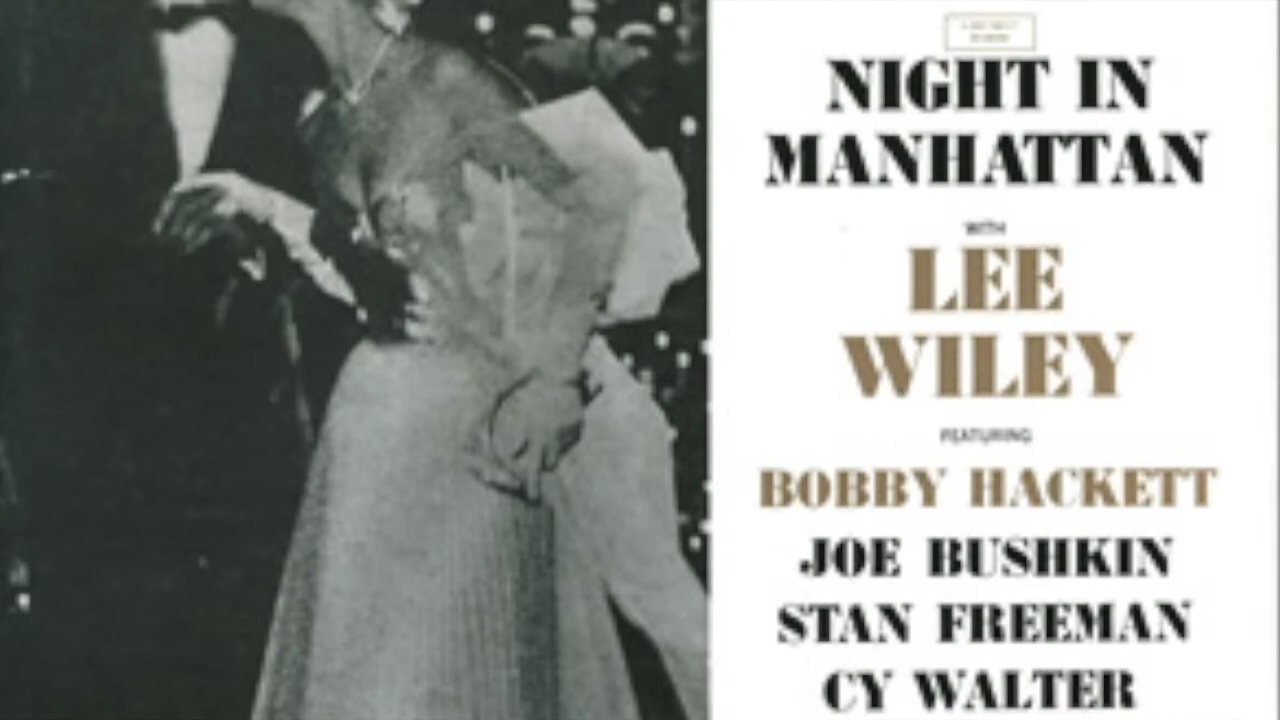 NIGHT IN
MANHATTAN
WITH
LEE
WILEY
FEATURING
BOBBY HACKETT
JOE BUSHKIN
STAN FREEMAN
CY WALTER